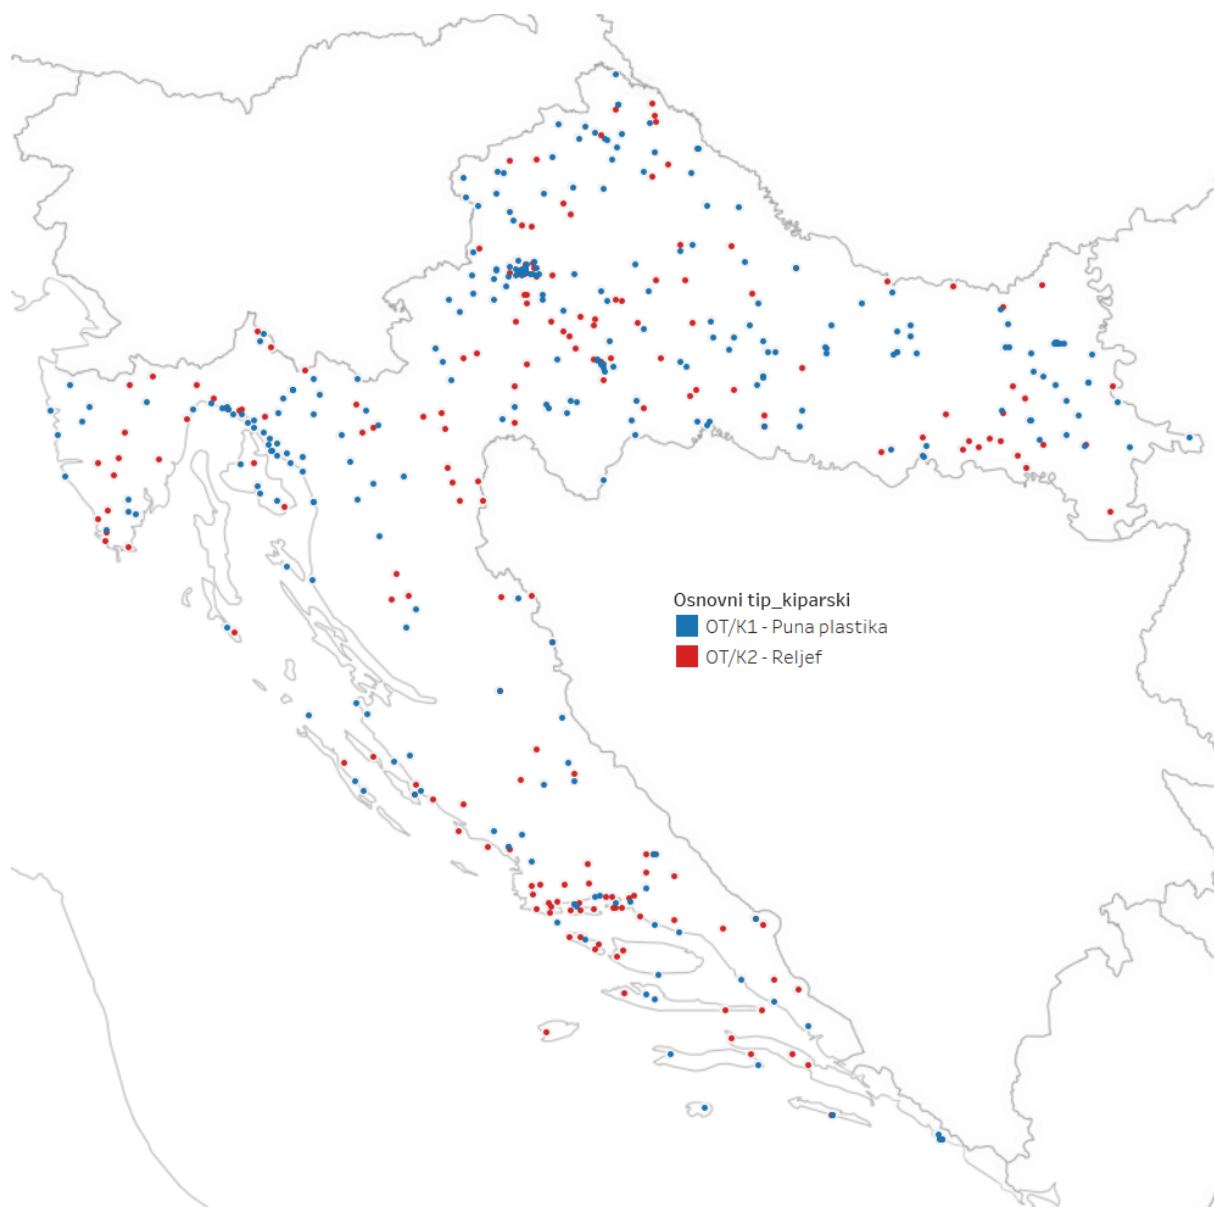 Osnovni tip_kiparski
OT/K1 - Puna plastika
OT/K2 - Reljef